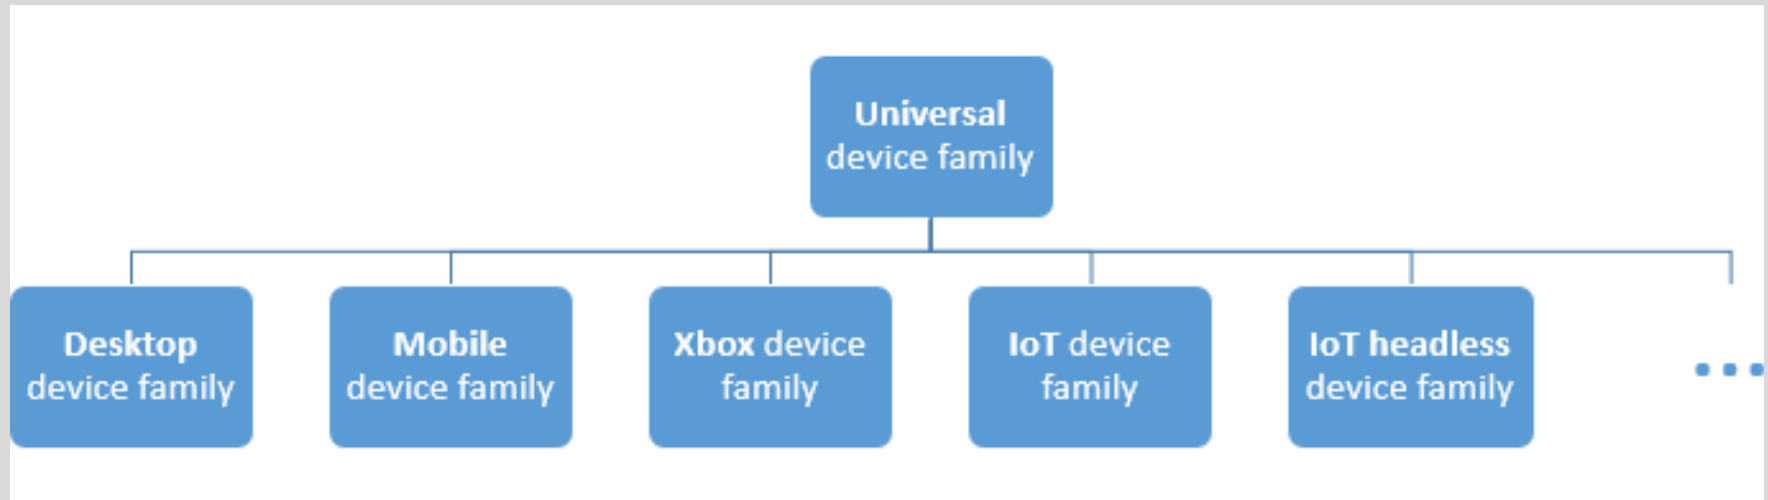 Universal
device family
Desktop
device family
Mobile
device family
Xbox device
family
IoT device
family
IoT headless
device family
...